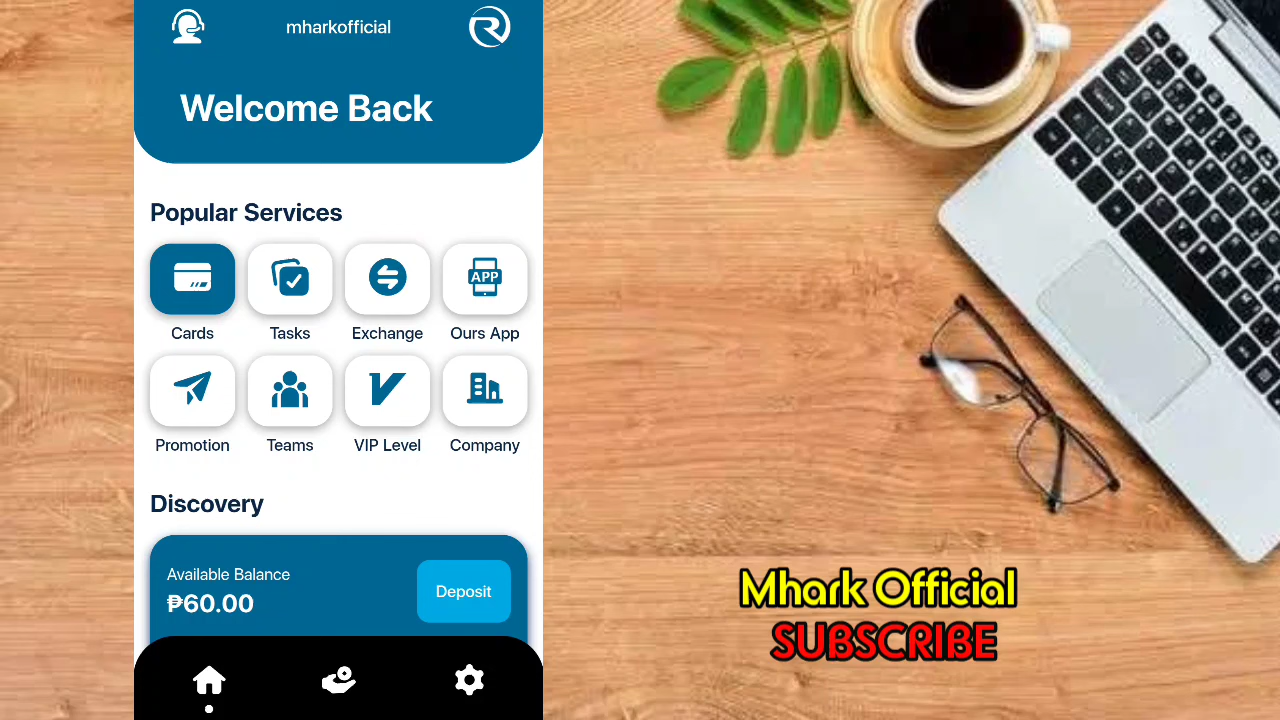 mharkofficial
Welcome Back
Popular Services
Cards
Tasks
Exchange
APP
Ours App
Promotion
Teams
VIP Level
Company
Discovery
Available Balance
₱60.00
Deposit
Mhark Official
SUBSCRIBE